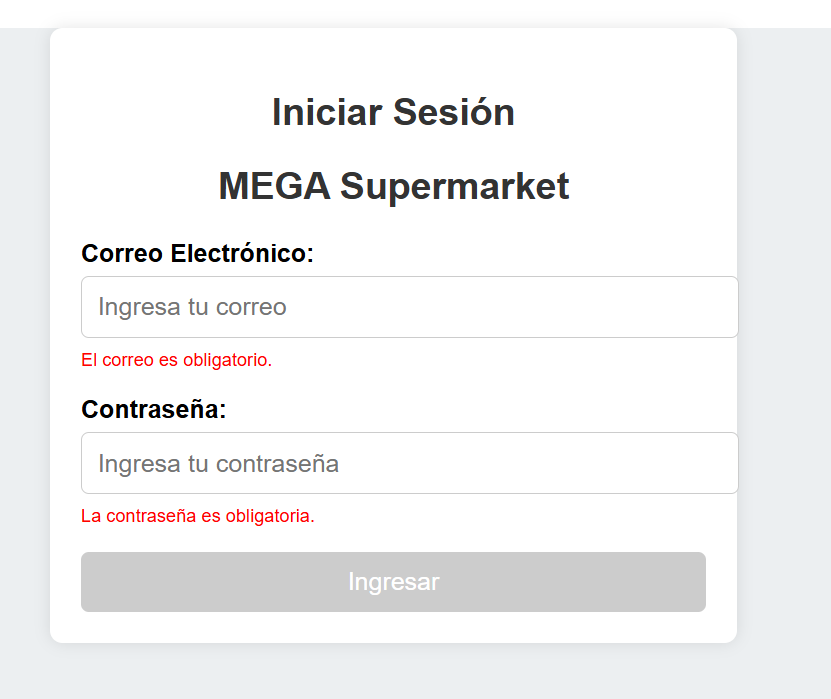 Iniciar Sesión
MEGA Supermarket
Correo Electrónico:
Ingresa tu correo
El correo es obligatorio.
Contraseña:
Ingresa tu contraseña
La contraseña es obligatoria.
Ingresar